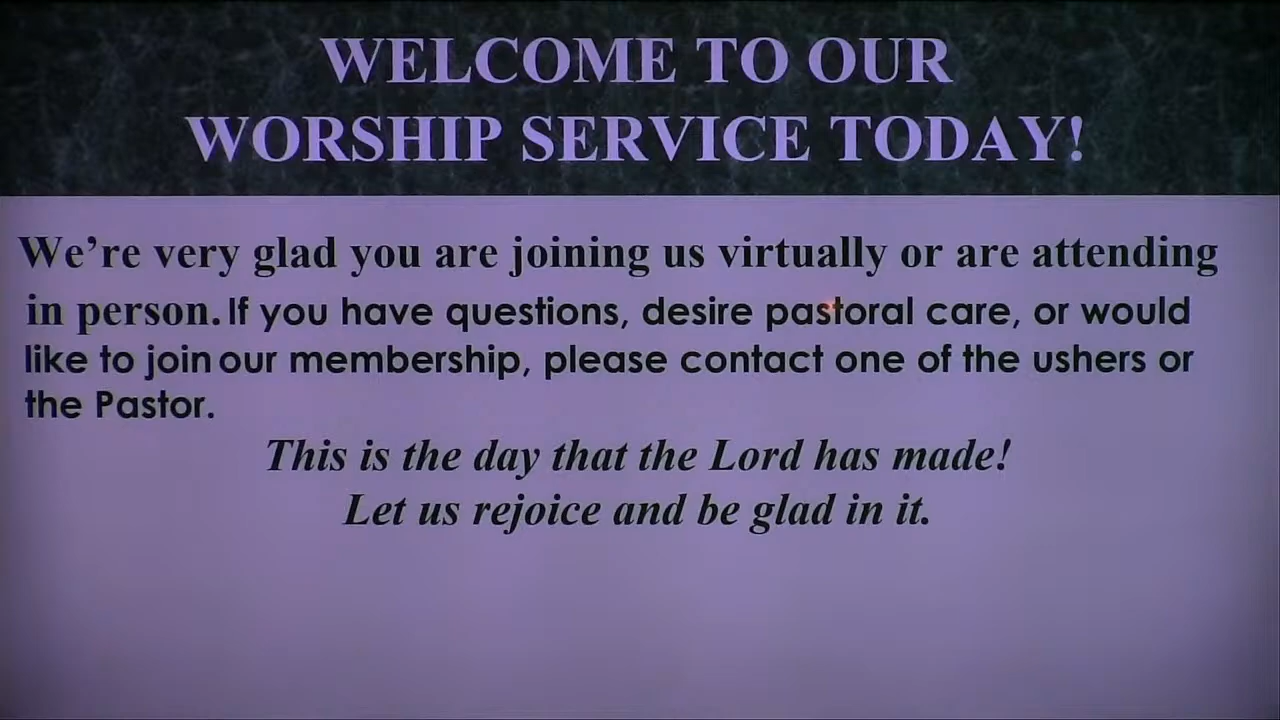 WELCOME TO OUR
WORSHIP SERVICE TODAY!
We’re very glad you are joining us virtually or are attending
in person. If you have questions, desire pastoral care, or would
like to join our membership, please contact one of the ushers or
the Pastor.
This is the day that the Lord has made!
Let us rejoice and be glad in it.